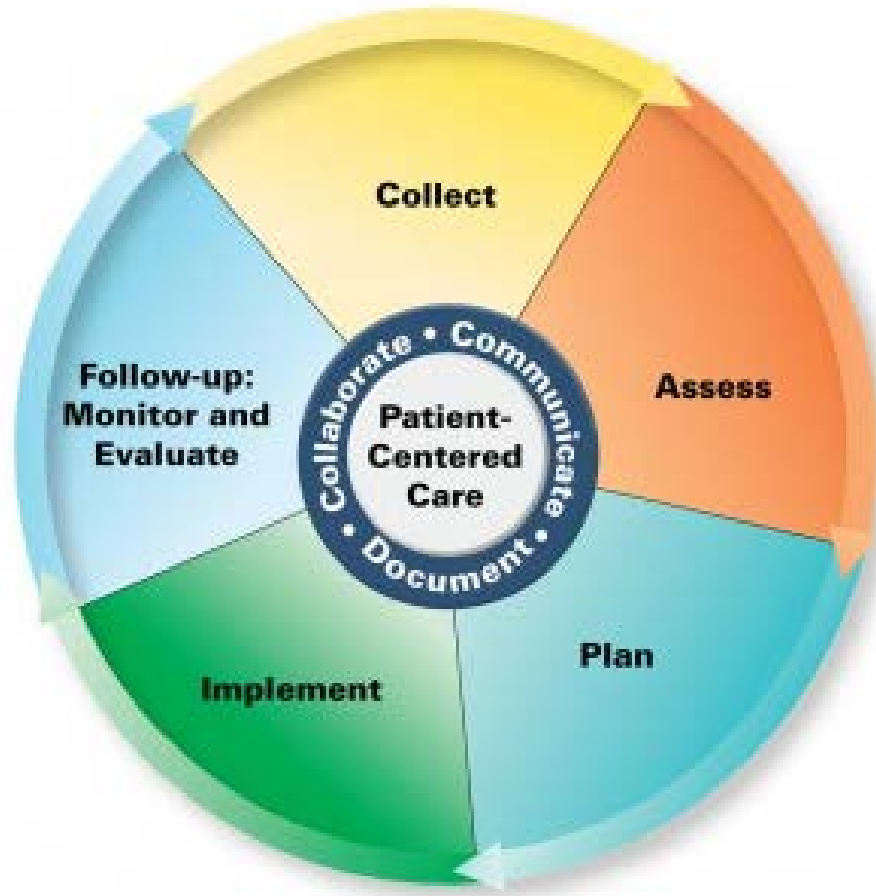 Collect
Assess
Plan
Implement
Follow-up:
Monitor and
Evaluate
Collaborate • Communicate • Document •
Patient-
Centered
Care